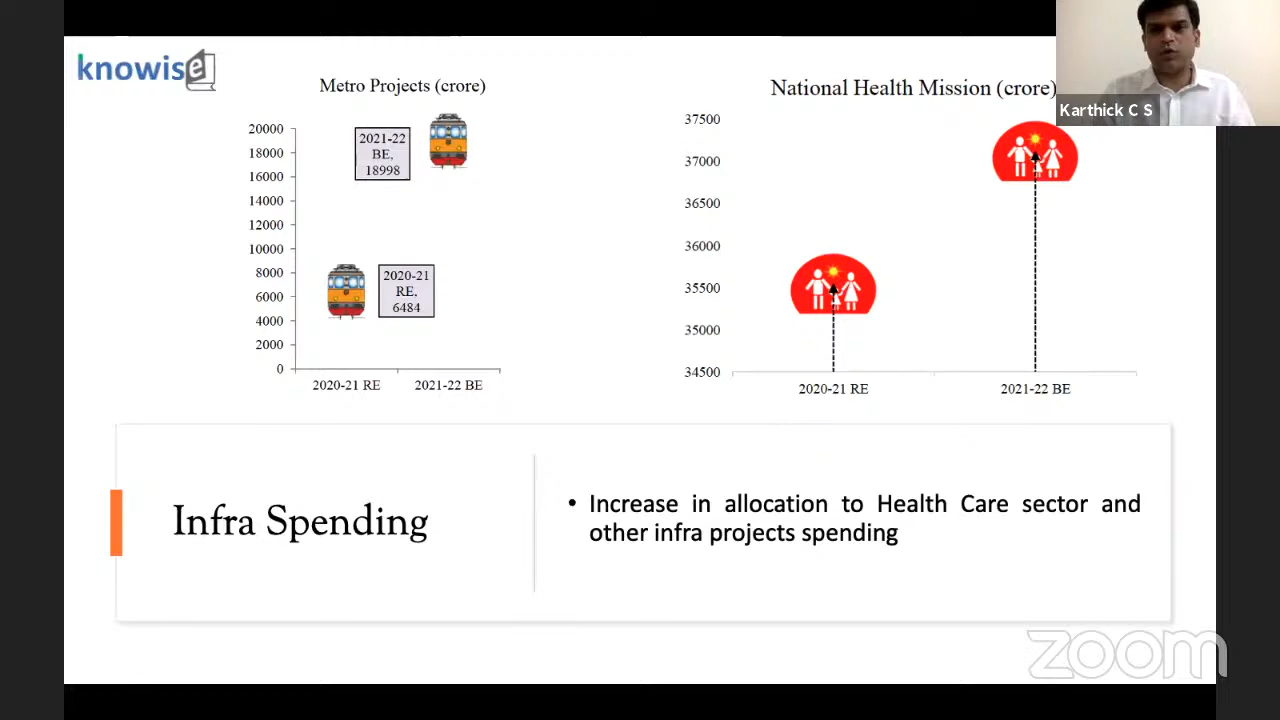 knowise
Metro Projects (crore)
20000
18000
16000
14000
12000
10000
8000
6000
4000
2000
0
2021-22
BE,
18998
2020-21
RE,
6484
2020-21 RE
2021-22 BE
National Health Mission (crore)
37500
37000
36500
36000
35500
35000
34500
2020-21 RE
2021-22 BE
Karthick C S
Infra Spending
• Increase in allocation to Health Care sector and
other infra projects spending
zoom